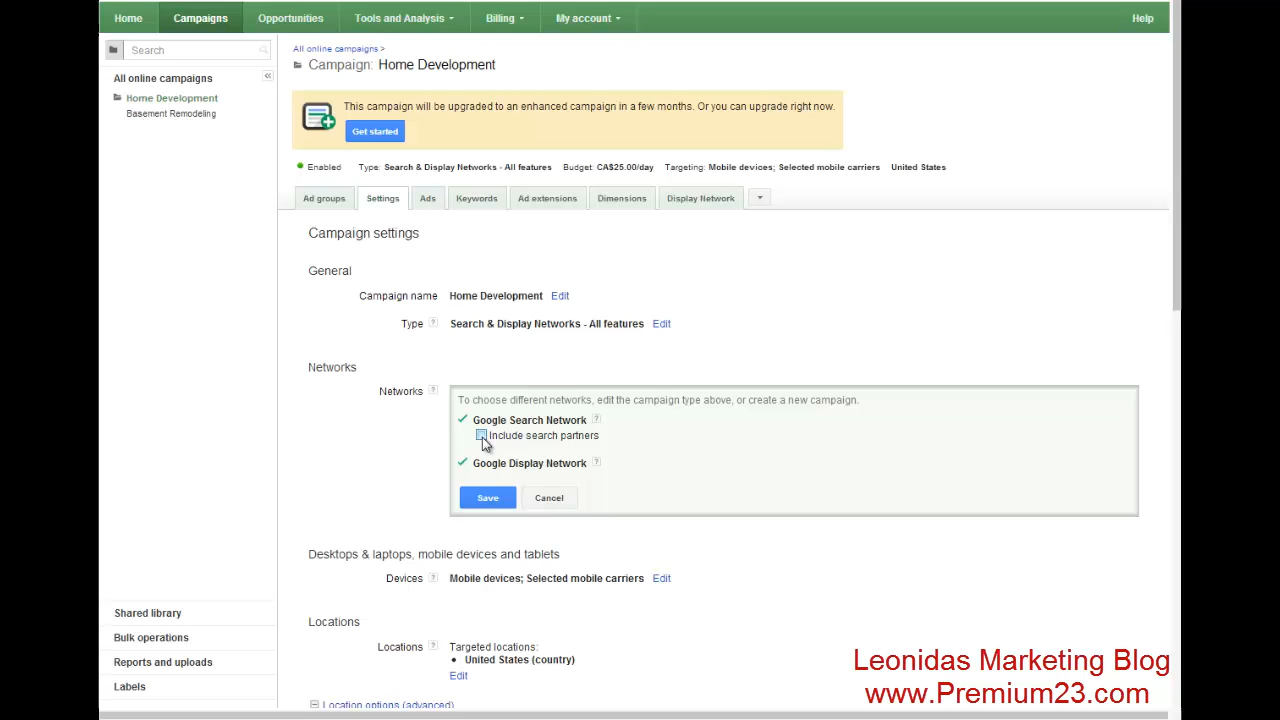 Home Campaigns Opportunities Tools and Analysis Billing My account Help
Search
All online campaigns
Home Development
Basement Remodeling
All online campaigns >
Campaign: Home Development
This campaign will be upgraded to an enhanced campaign in a few months. Or you can upgrade right now.
Get started
Enabled Type: Search & Display Networks - All features Budget: CA$25.00/day Targeting: Mobile devices; Selected mobile carriers United States
Ad groups Settings Ads Keywords Ad extensions Dimensions Display Network
Campaign settings
General
Campaign name Home Development Edit
Type ? Search & Display Networks - All features Edit
Networks
Networks ?
To choose different networks, edit the campaign type above, or create a new campaign.
Google Search Network ?
Include search partners
Google Display Network ?
Save Cancel
Desktops & laptops, mobile devices and tablets
Devices ? Mobile devices; Selected mobile carriers Edit
Locations
Locations ? Targeted locations:
• United States (country)
Edit
Location options (advanced)
Shared library
Bulk operations
Reports and uploads
Labels
Leonidas Marketing Blog
www.Premium23.com